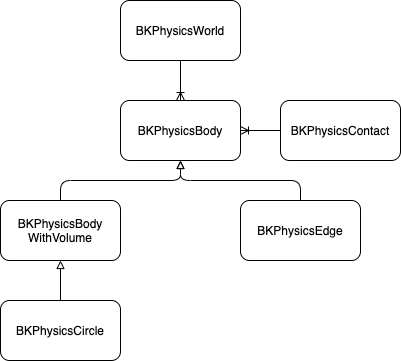 BKPhysicsWorld
BKPhysicsBody
BKPhysicsContact
BKPhysicsBody
WithVolume
BKPhysicsEdge
BKPhysicsCircle